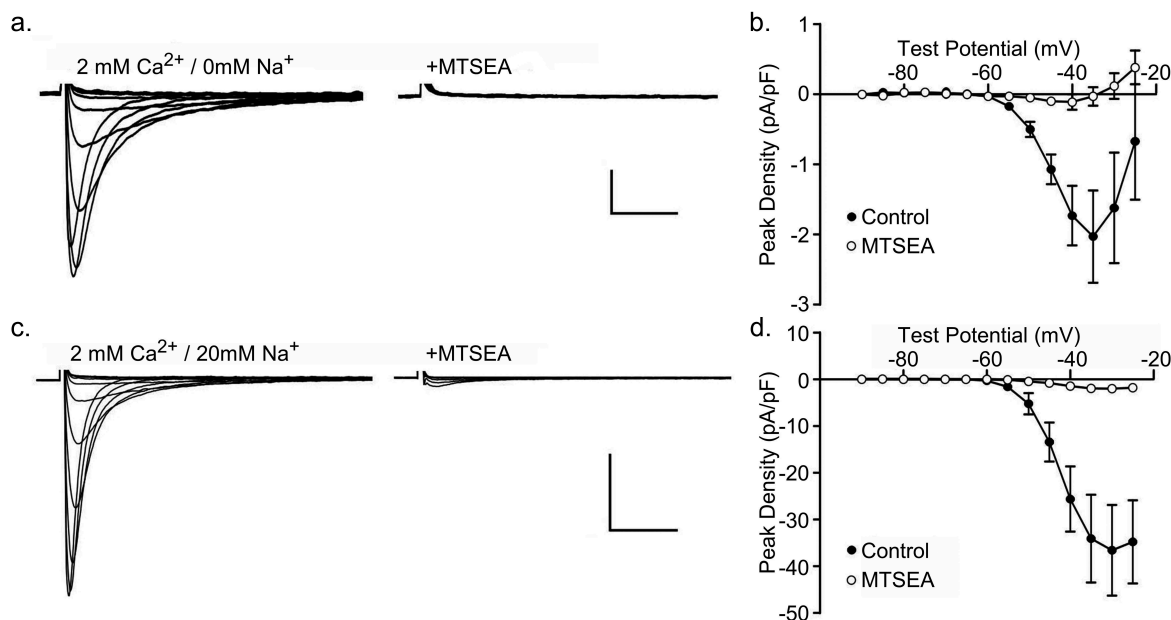 a.
2 mM Ca²⁺ / 0mM Na⁺
+MTSEA
b.
Test Potential (mV)
-80 -60 -40 -20
1
0
-1
-2
-3
Peak Density (pA/pF)
Control
MTSEA
c.
2 mM Ca²⁺ / 20mM Na⁺
+MTSEA
d.
Test Potential (mV)
-80 -60 -40 -20
10
0
-10
-20
-30
-40
-50
Peak Density (pA/pF)
Control
MTSEA